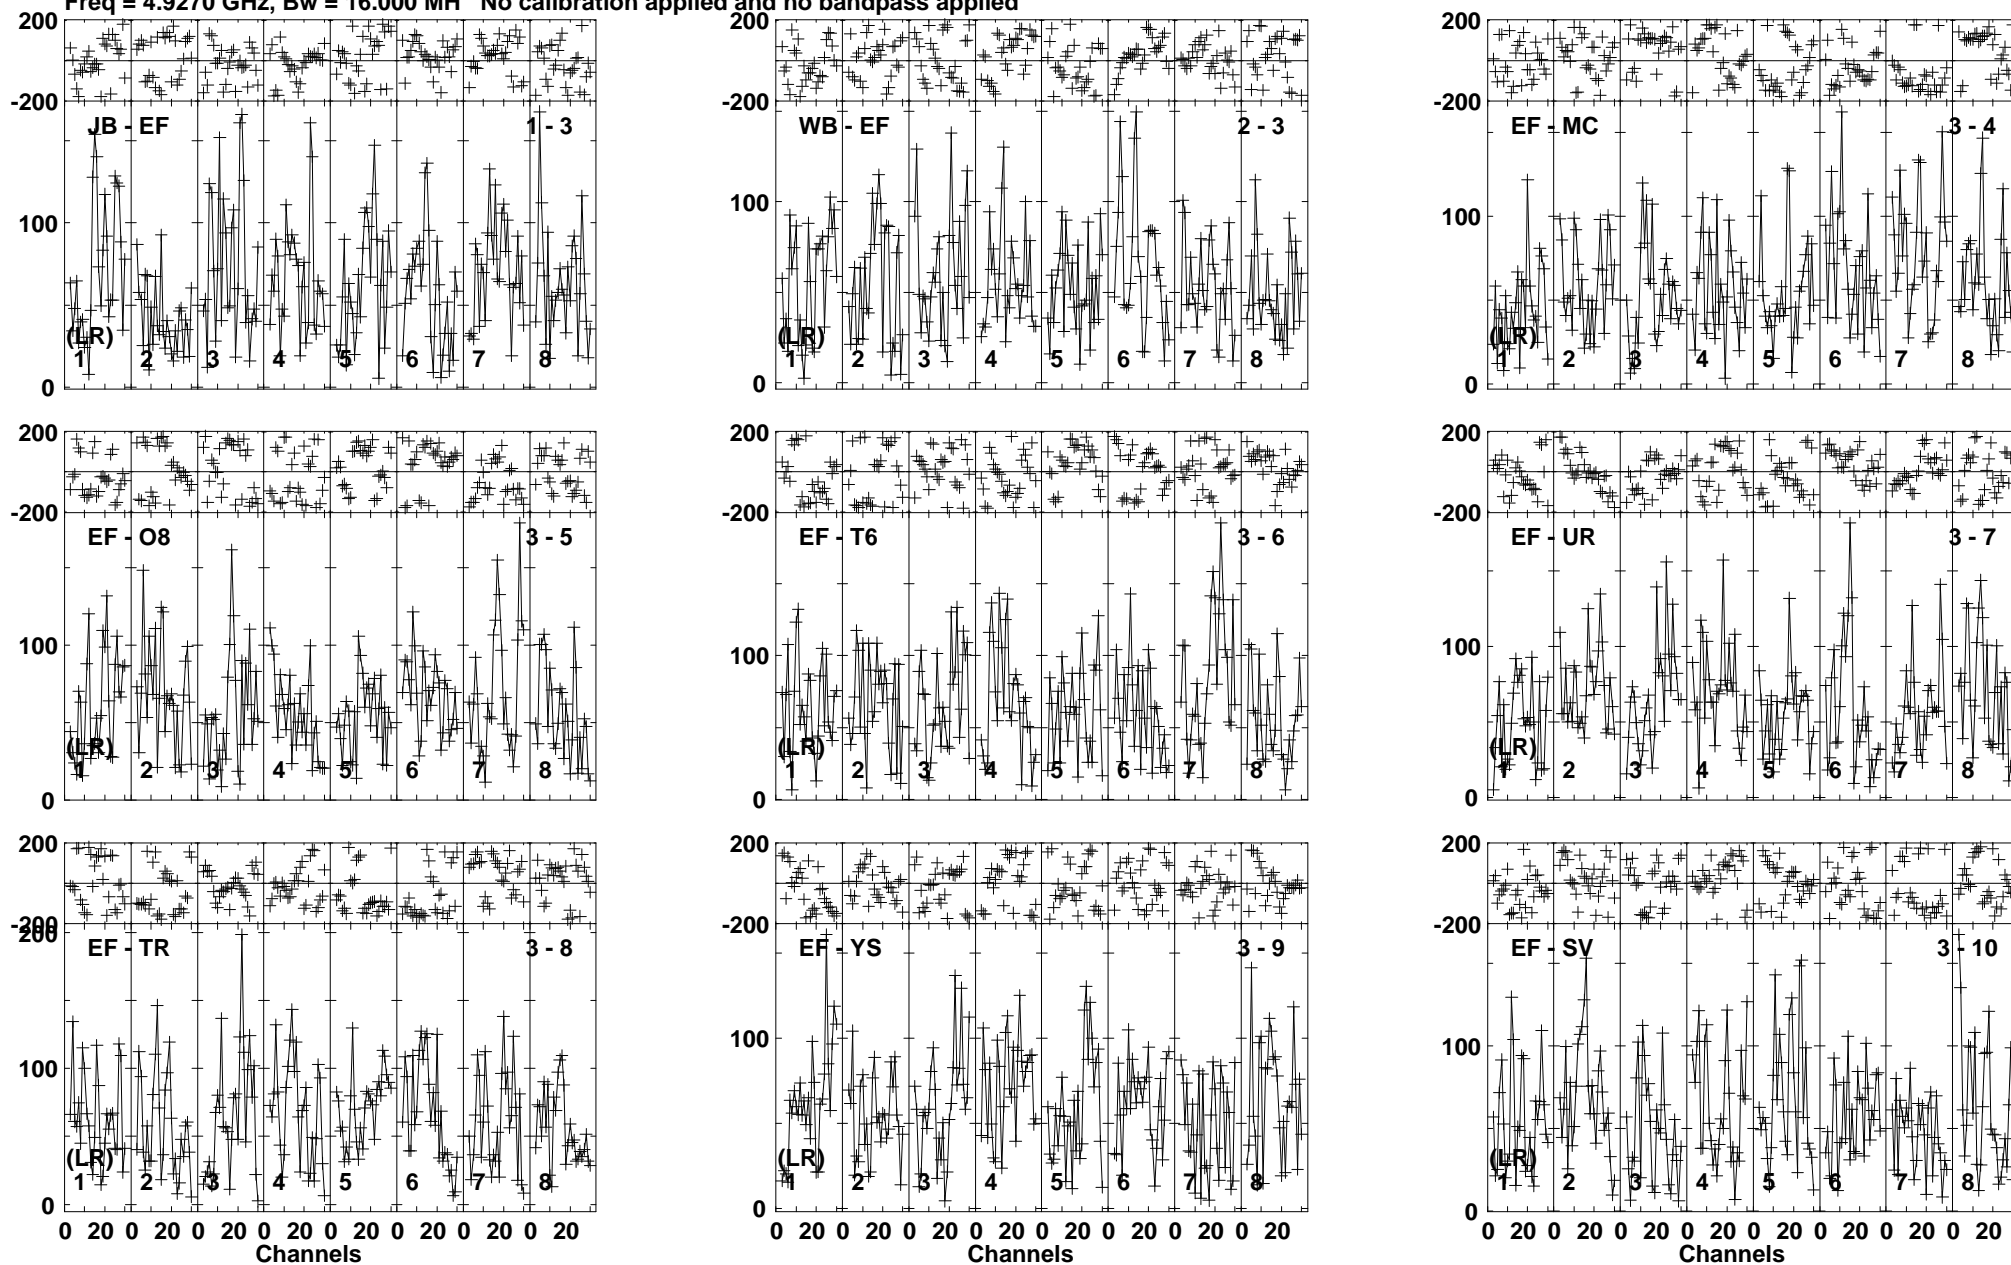 Freq = 4.9270 GHz, Bw = 16.000 MH No calibration applied and no bandpass applied
200 200 200
-200 -200 -200
JB - EF 1 - 3 WB - EF 2 - 3 EF - MC 3 - 4
100 100 100
(LR) (LR) (LR)
1 2 3 4 5 6 7 8 1 2 3 4 5 6 7 8 1 2 3 4 5 6 7 8
0 0 0
200 200 200
-200 -200 -200
EF - O8 3 - 5 EF - T6 3 - 6 EF - UR 3 - 7
100 100 100
(LR) (LR) (LR)
1 2 3 4 5 6 7 8 1 2 3 4 5 6 7 8 1 2 3 4 5 6 7 8
0 0 0
200 200 200
-200 -200 -200
200
EF - TR 3 - 8 EF - YS 3 - 9 EF - SV 3 - 10
100 100 100
(LR) (LR) (LR)
1 2 3 4 5 6 7 8 1 2 3 4 5 6 7 8 1 2 3 4 5 6 7 8
0 0 0
0 20 0 20 0 20 0 20 0 20 0 20 0 20 0 20 0 20 0 20 0 20 0 20 0 20 0 20 0 20 0 20 0 20 0 20 0 20 0 20 0 20 0 20 0 20 0 20
Channels Channels Channels